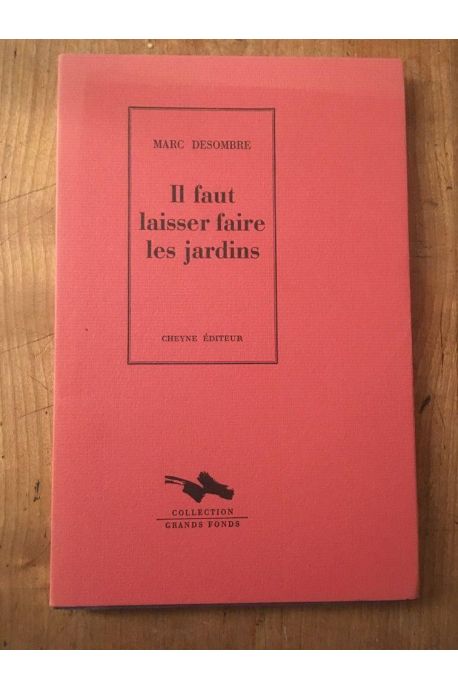 MARC DESOMBRE
Il faut
laisser faire
les jardins
CHEYNE ÉDITEUR
COLLECTION
GRANDS FONDS